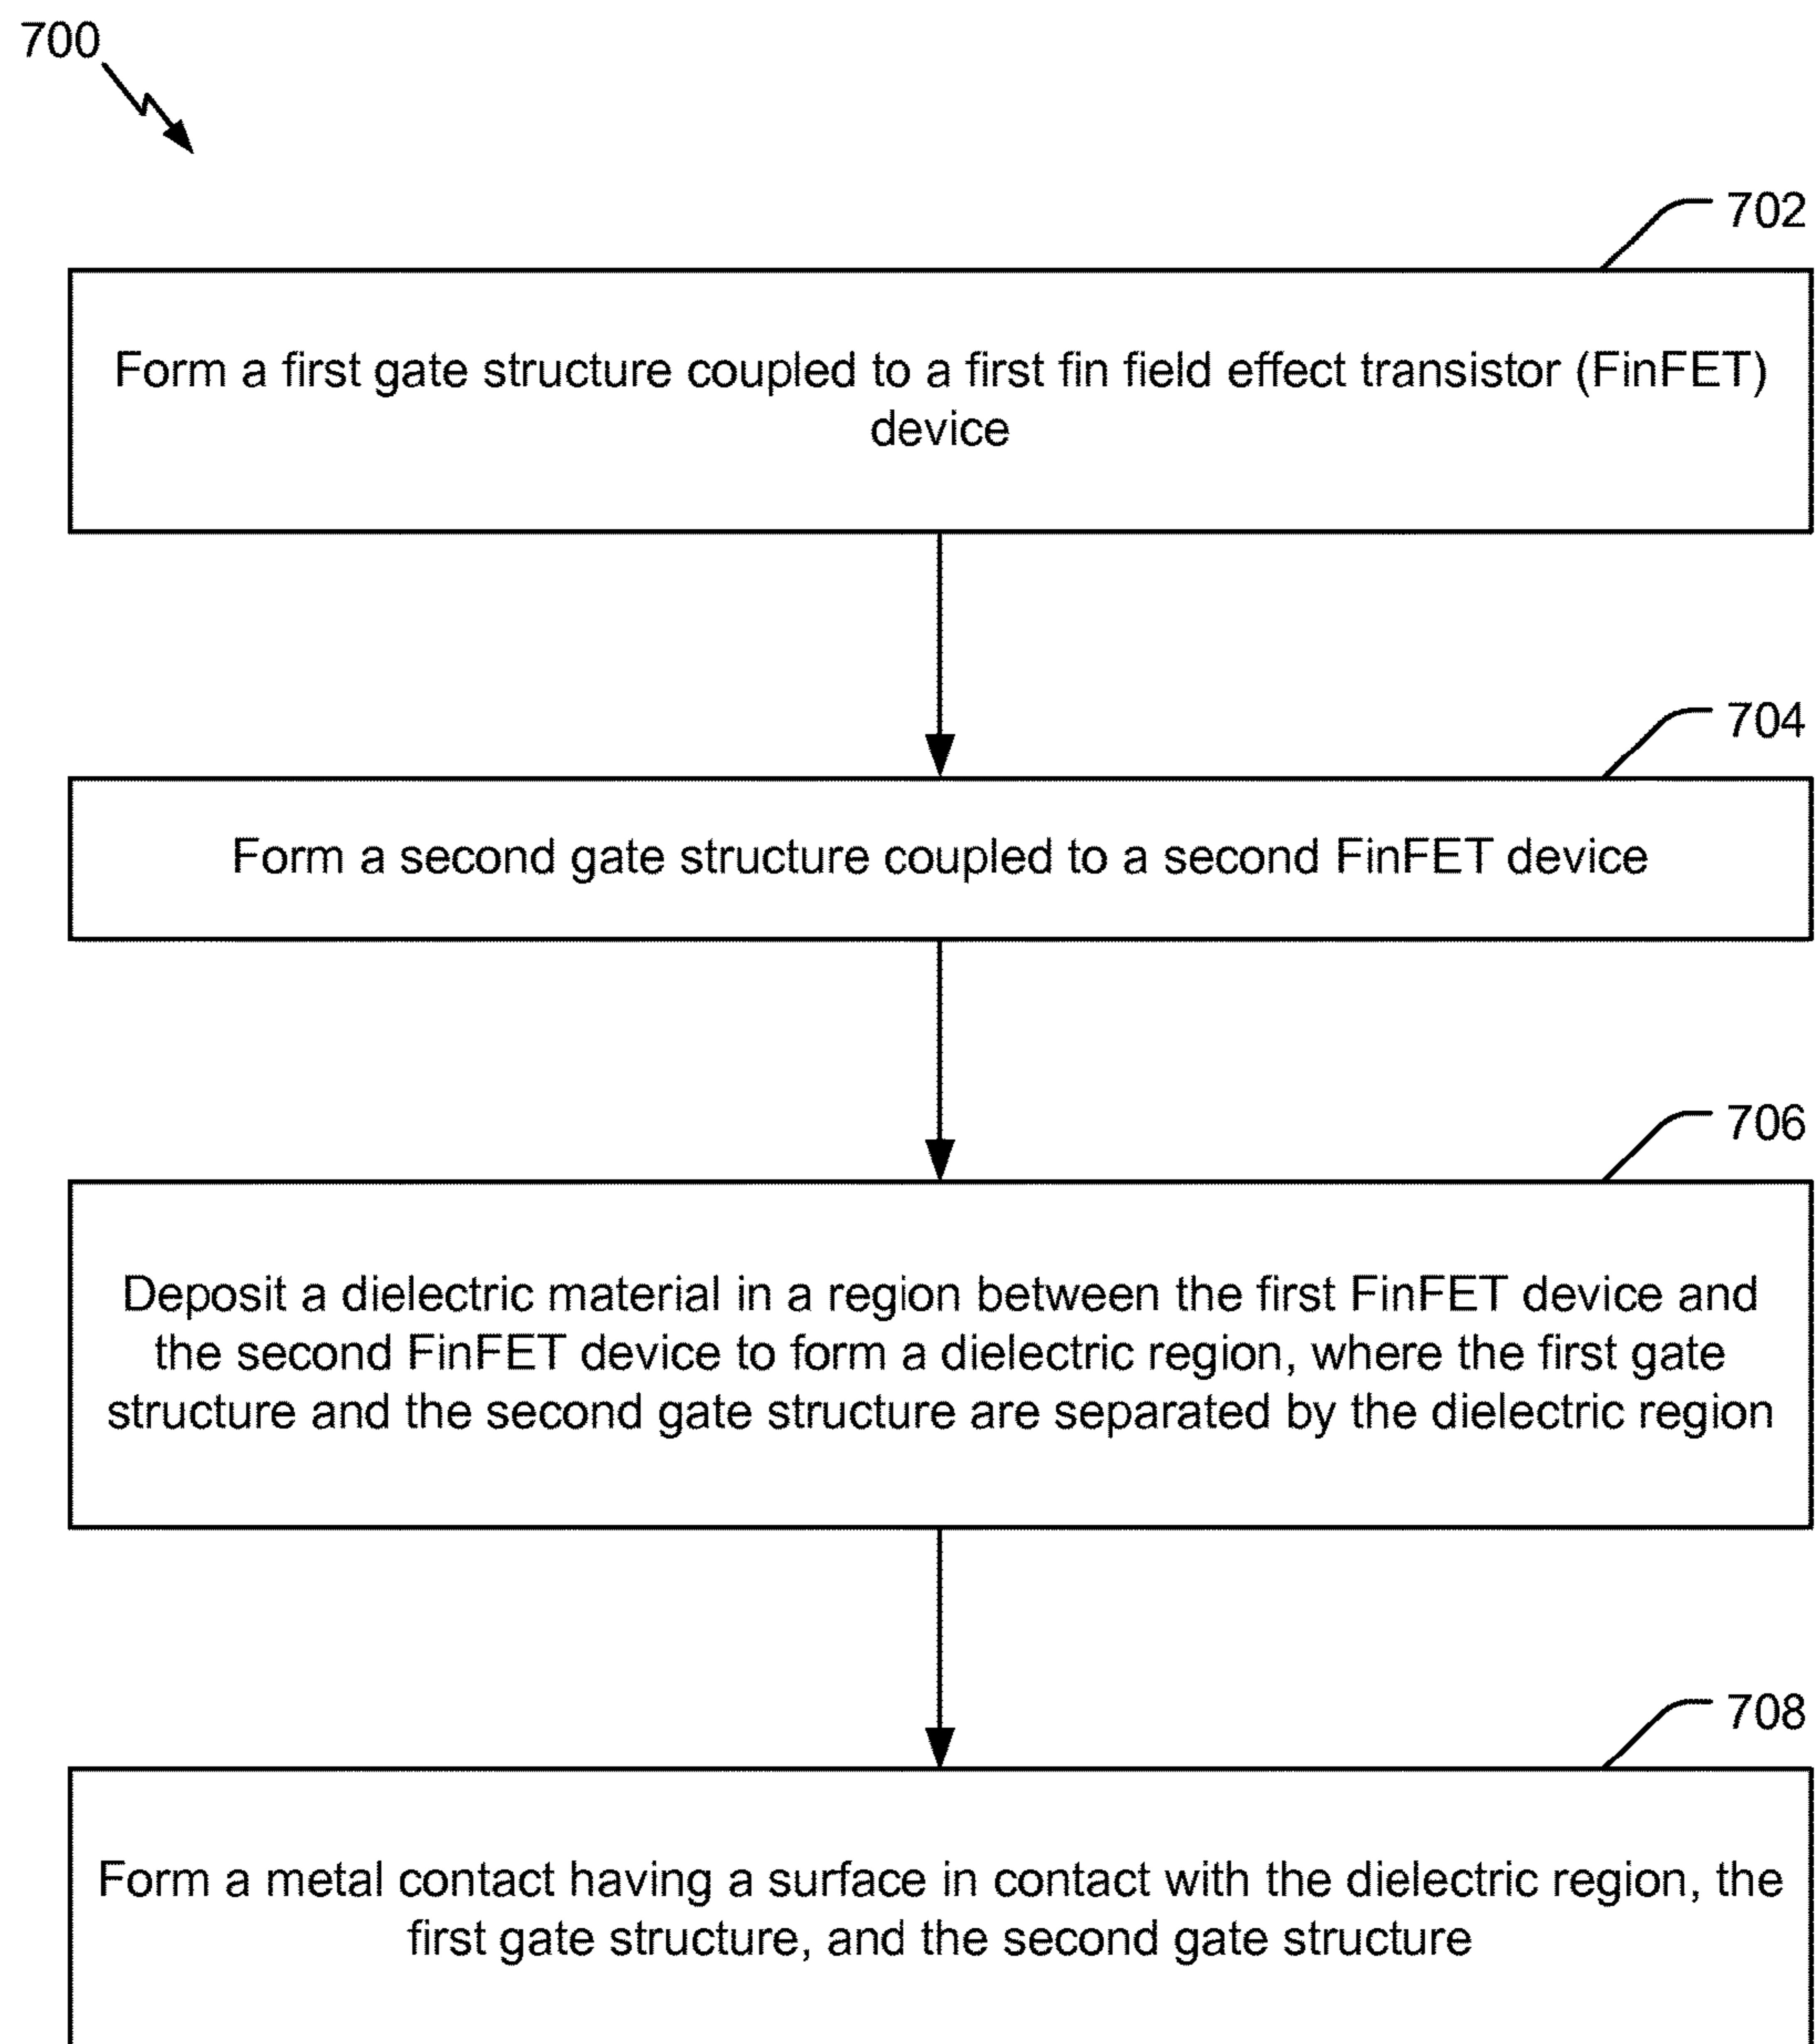 700
702
Form a first gate structure coupled to a first fin field effect transistor (FinFET)
device
704
Form a second gate structure coupled to a second FinFET device
706
Deposit a dielectric material in a region between the first FinFET device and
the second FinFET device to form a dielectric region, where the first gate
structure and the second gate structure are separated by the dielectric region
708
Form a metal contact having a surface in contact with the dielectric region, the
first gate structure, and the second gate structure